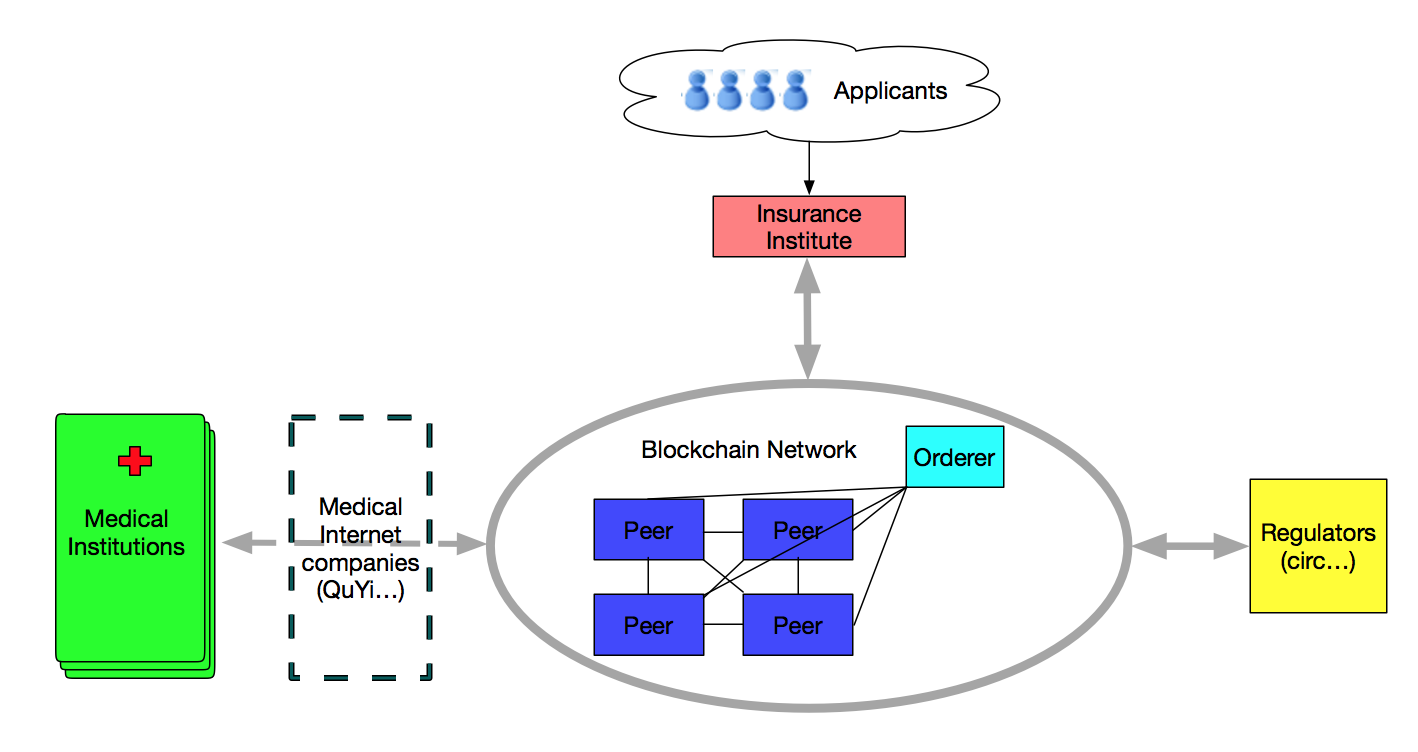 Applicants
Insurance
Institute
Blockchain Network
Orderer
Peer
Peer
Peer
Peer
Medical
Institutions
Medical
Internet
companies
(QuYi...)
Regulators
(circ...)